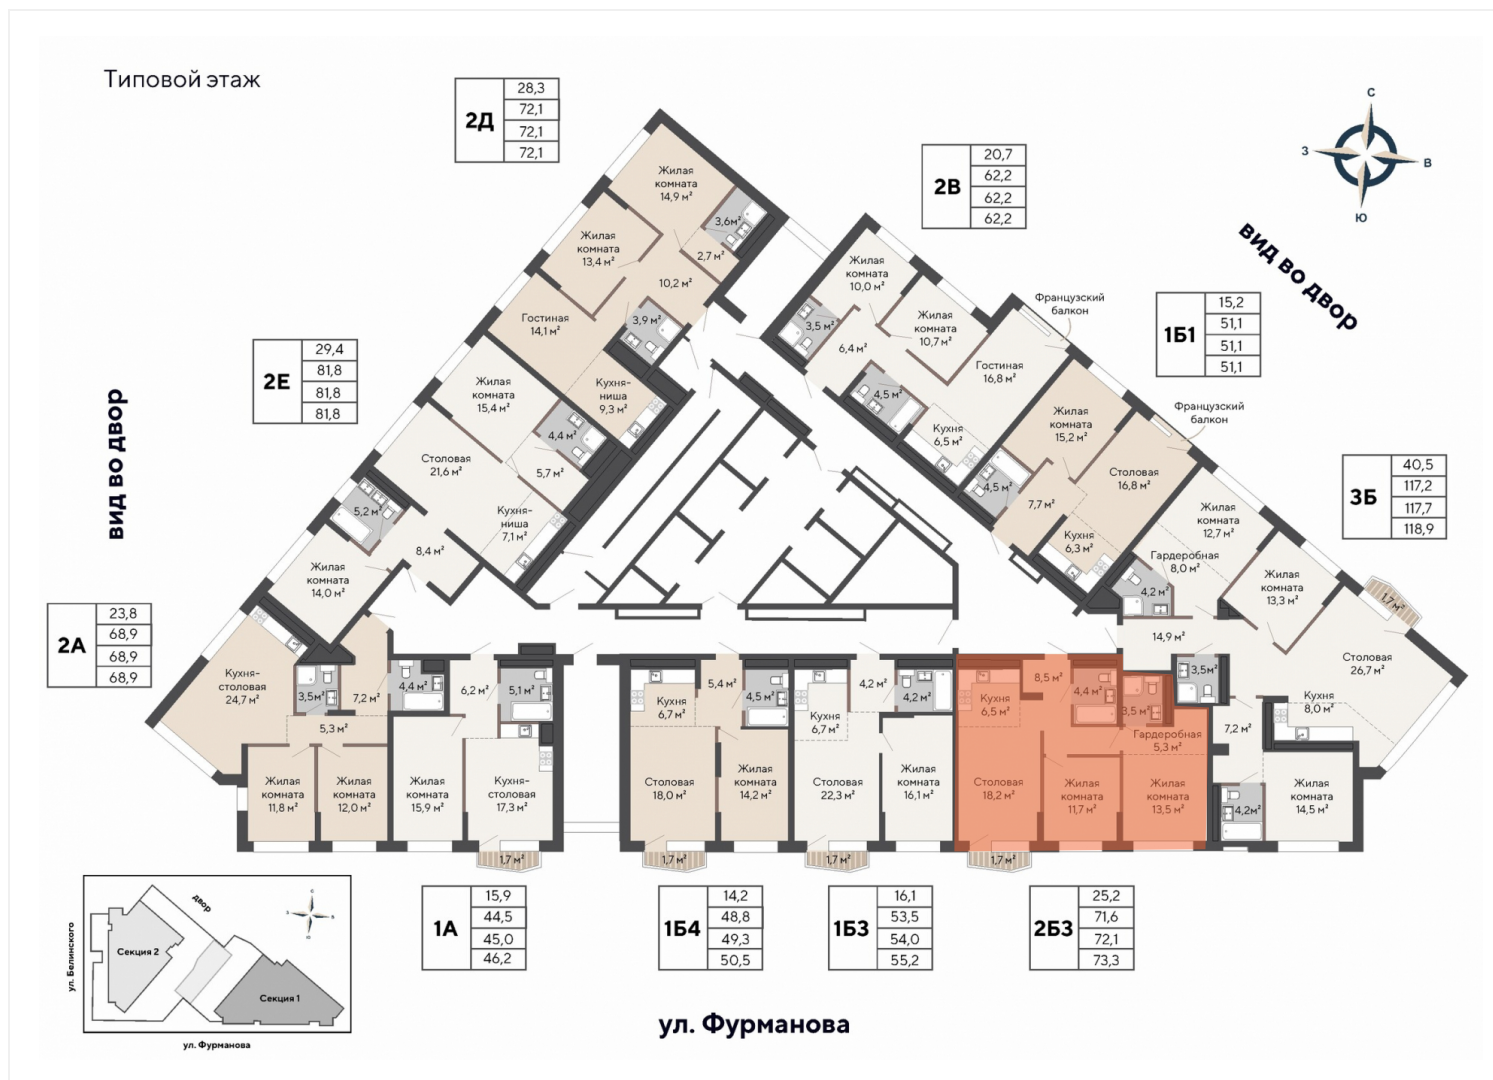 Типовой этаж
2Д
28,3
72,1
72,1
72,1
2В
20,7
62,2
62,2
62,2
С
З
В
Ю
вид во двор
1Б1
15,2
51,1
51,1
51,1
2Е
29,4
81,8
81,8
81,8
вид во двор
3Б
40,5
117,2
117,7
118,9
2А
23,8
68,9
68,9
68,9
Жилая
комната
14,9 м²
3,6м²
2,7 м²
Жилая
комната
13,4 м²
10,2 м²
Гостиная
14,1 м²
3,9 м²
Кухня-
ниша
9,3 м²
Жилая
комната
15,4 м²
4,4 м²
5,7 м²
Столовая
21,6 м²
Кухня-
ниша
7,1 м²
5,2 м²
8,4 м²
Жилая
комната
14,0 м²
Жилая
комната
10,0 м²
3,5 м²
6,4 м²
Жилая
комната
10,7 м²
Французский
балкон
Гостиная
16,8 м²
4,5 м²
Кухня
6,5 м²
Жилая
комната
15,2 м²
Французский
балкон
Столовая
16,8 м²
4,5 м²
7,7 м²
Кухня
6,3 м²
Жилая
комната
12,7 м²
Гардеробная
8,0 м²
4,2 м²
Жилая
комната
13,3 м²
1,7 м²
14,9 м²
Столовая
26,7 м²
3,5м²
Кухня
8,0 м²
7,2 м²
4,2м²
Жилая
комната
14,5 м²
Кухня-
столовая
24,7 м²
3,5м²
7,2 м²
5,3 м²
Жилая
комната
11,8 м²
Жилая
комната
12,0 м²
4,4 м²
6,2 м²
5,1 м²
Жилая
комната
15,9 м²
Кухня-
столовая
17,3 м²
1,7 м²
Кухня
6,7 м²
5,4 м²
4,5 м²
Столовая
18,0 м²
Жилая
комната
14,2 м²
1,7 м²
Кухня
6,7 м²
4,2 м²
4,2 м²
Столовая
22,3 м²
Жилая
комната
16,1 м²
1,7 м²
Кухня
6,5 м²
8,5 м²
4,4 м²
3,5 м²
Гардеробная
5,3 м²
Столовая
18,2 м²
Жилая
комната
11,7 м²
Жилая
комната
13,5 м²
1,7 м²
1А
15,9
44,5
45,0
46,2
1Б4
14,2
48,8
49,3
50,5
1Б3
16,1
53,5
54,0
55,2
2Б3
25,2
71,6
72,1
73,3
ул. Фурманова
ул. Белинского
двор
С
З
В
Ю
Секция 2
Секция 1
ул. Фурманова